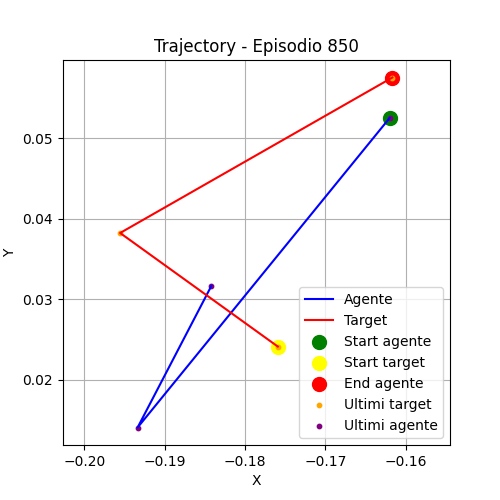 Trajectory - Episodio 850
Y
0.05
0.04
0.03
0.02
−0.20
−0.19
−0.18
−0.17
−0.16
X
Agente
Target
Start agente
Start target
End agente
Ultimi target
Ultimi agente